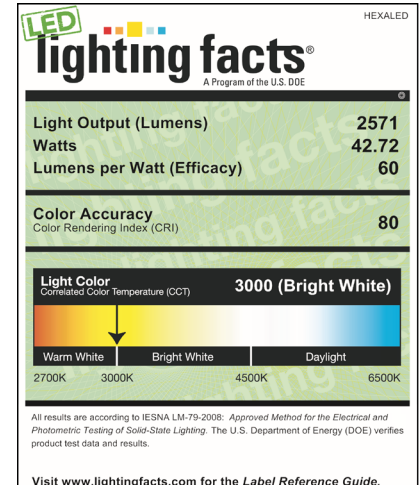 HEXALED
LED
lighting facts®
A Program of the U.S. DOE
Light Output (Lumens) 2571
Watts 42.72
Lumens per Watt (Efficacy) 60
Color Accuracy
Color Rendering Index (CRI) 80
Light Color
Correlated Color Temperature (CCT) 3000 (Bright White)
Warm White Bright White Daylight
2700K 3000K 4500K 6500K
All results are according to IESNA LM-79-2008: Approved Method for the Electrical and
Photometric Testing of Solid-State Lighting. The U.S. Department of Energy (DOE) verifies
product test data and results.
Visit www.lightingfacts.com for the Label Reference Guide.